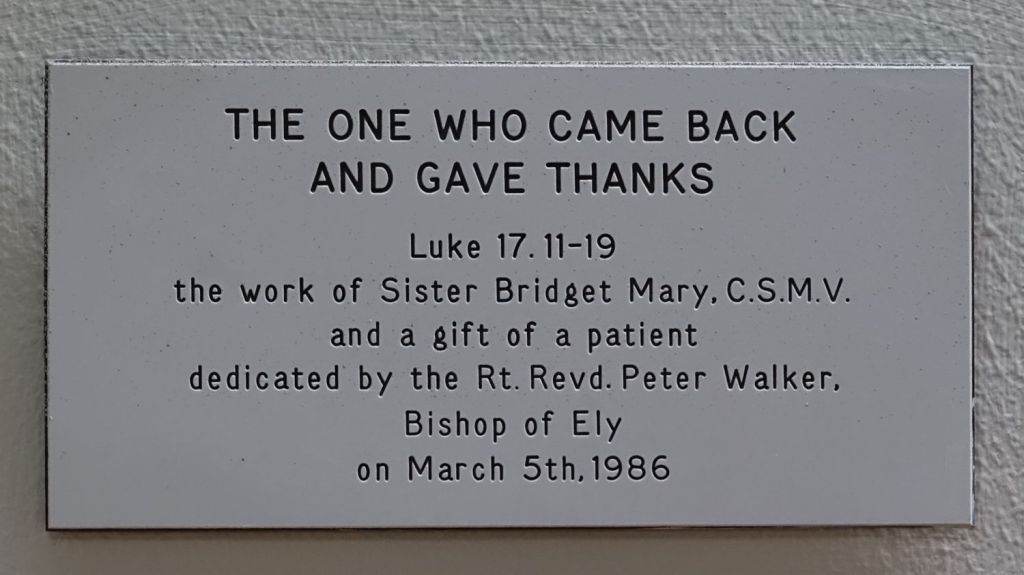 THE ONE WHO CAME BACK
AND GAVE THANKS
Luke 17. 11-19
the work of Sister Bridget Mary, C.S.M.V.
and a gift of a patient
dedicated by the Rt. Revd. Peter Walker,
Bishop of Ely
on March 5th, 1986